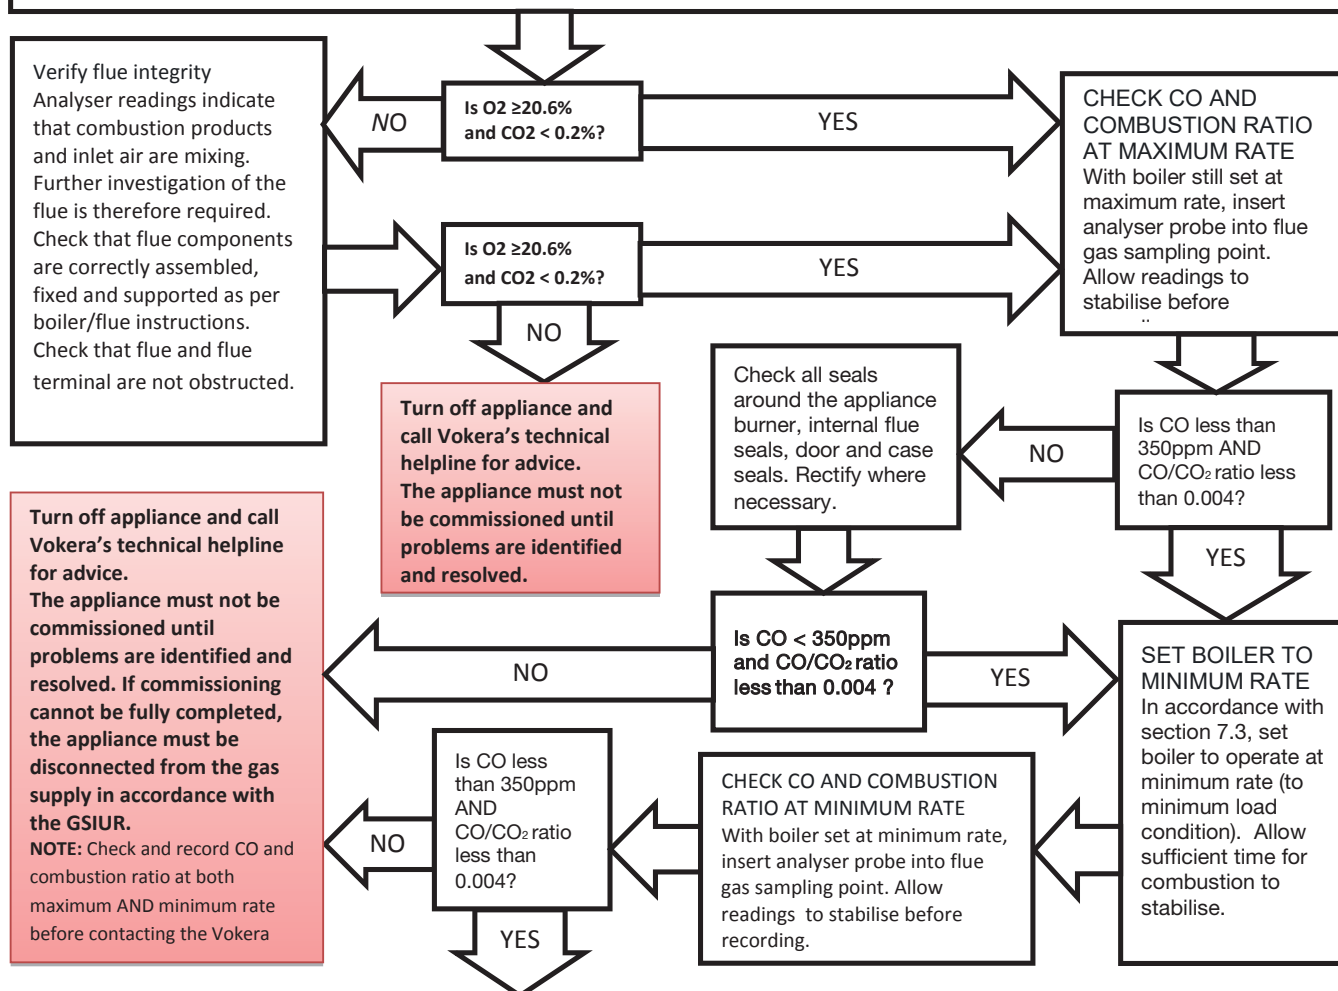 Verify flue integrity
Analyser readings indicate
that combustion products
and inlet air are mixing.
Further investigation of the
flue is therefore required.
Check that flue components
are correctly assembled,
fixed and supported as per
boiler/flue instructions.
Check that flue and flue
terminal are not obstructed.
NO
Is O2 ≥20.6%
and CO2 < 0.2%?
YES
Is O2 ≥20.6%
and CO2 < 0.2%?
YES
NO
CHECK CO AND
COMBUSTION RATIO
AT MAXIMUM RATE
With boiler still set at
maximum rate, insert
analyser probe into flue
gas sampling point.
Allow readings to
stabilise before
Turn off appliance and
call Vokera’s technical
helpline for advice.
The appliance must not
be commissioned until
problems are identified
and resolved.
Check all seals
around the appliance
burner, internal flue
seals, door and case
seals. Rectify where
necessary.
NO
Is CO less than
350ppm AND
CO/CO₂ ratio less
than 0.004?
YES
Turn off appliance and call
Vokera’s technical helpline
for advice.
The appliance must not be
commissioned until
problems are identified and
resolved. If commissioning
cannot be fully completed,
the appliance must be
disconnected from the gas
supply in accordance with
the GSIUR.
NOTE: Check and record CO and
combustion ratio at both
maximum AND minimum rate
before contacting the Vokera
NO
Is CO < 350ppm
and CO/CO₂ ratio
less than 0.004 ?
YES
SET BOILER TO
MINIMUM RATE
In accordance with
section 7.3, set
boiler to operate at
minimum rate (to
minimum load
condition). Allow
sufficient time for
combustion to
stabilise.
NO
Is CO less
than 350ppm
AND
CO/CO₂ ratio
less than
0.004?
YES
CHECK CO AND COMBUSTION
RATIO AT MINIMUM RATE
With boiler set at minimum rate,
insert analyser probe into flue
gas sampling point. Allow
readings to stabilise before
recording.